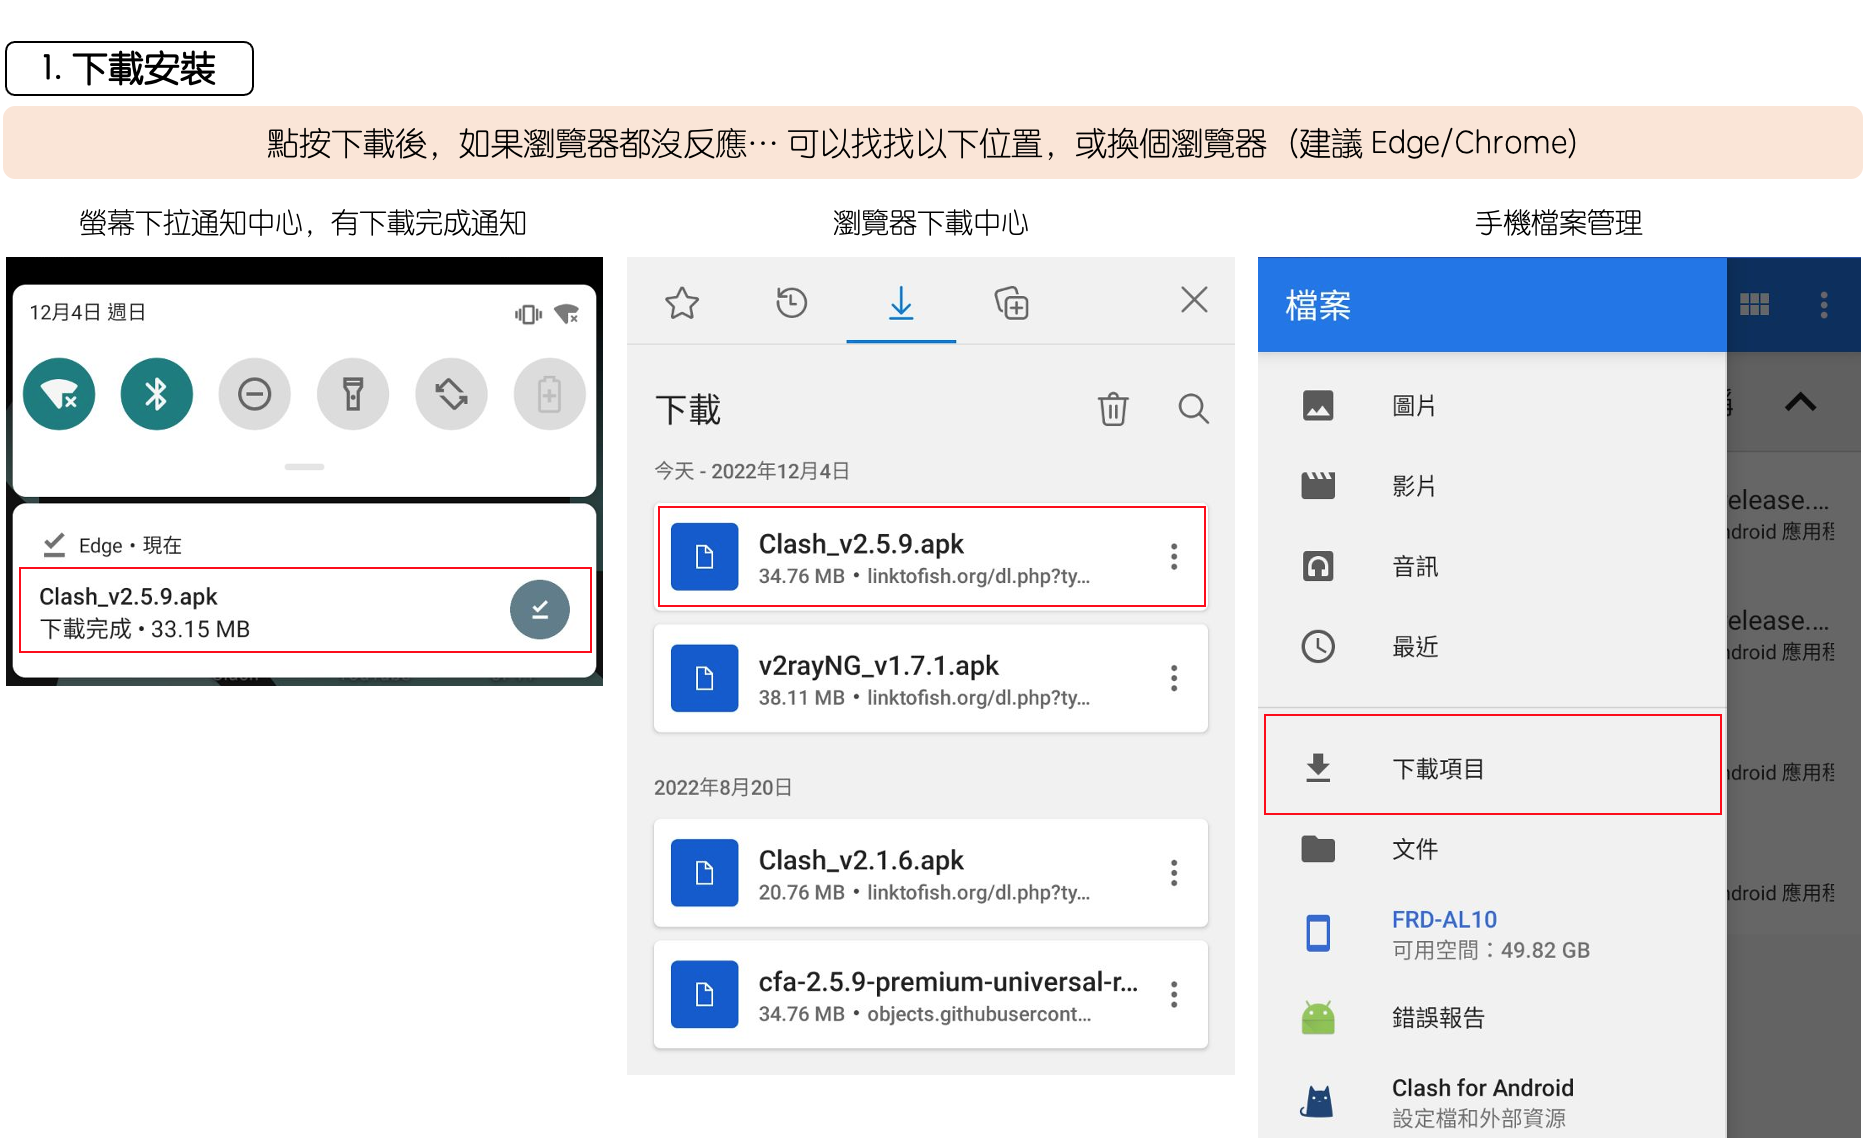 1. 下載安裝
點按下載後，如果瀏覽器都沒反應⋯ 可以找找以下位置，或換個瀏覽器（建議 Edge/Chrome）
螢幕下拉通知中心，有下載完成通知
12月4日 週日
Edge • 現在
Clash_v2.5.9.apk
下載完成 • 33.15 MB
瀏覽器下載中心
下載
今天 - 2022年12月4日
Clash_v2.5.9.apk
34.76 MB • linktofish.org/dl.php?ty...
v2rayNG_v1.7.1.apk
38.11 MB • linktofish.org/dl.php?ty...
2022年8月20日
Clash_v2.1.6.apk
20.76 MB • linktofish.org/dl.php?ty...
cfa-2.5.9-premium-universal-r...
34.76 MB • objects.githubusercont...
手機檔案管理
檔案
圖片
影片
音訊
最近
下載項目
文件
FRD-AL10
可用空間：49.82 GB
錯誤報告
Clash for Android
設定檔和外部資源
elease....
ndroid 應用程
elease....
ndroid 應用程
ndroid 應用程
ndroid 應用程